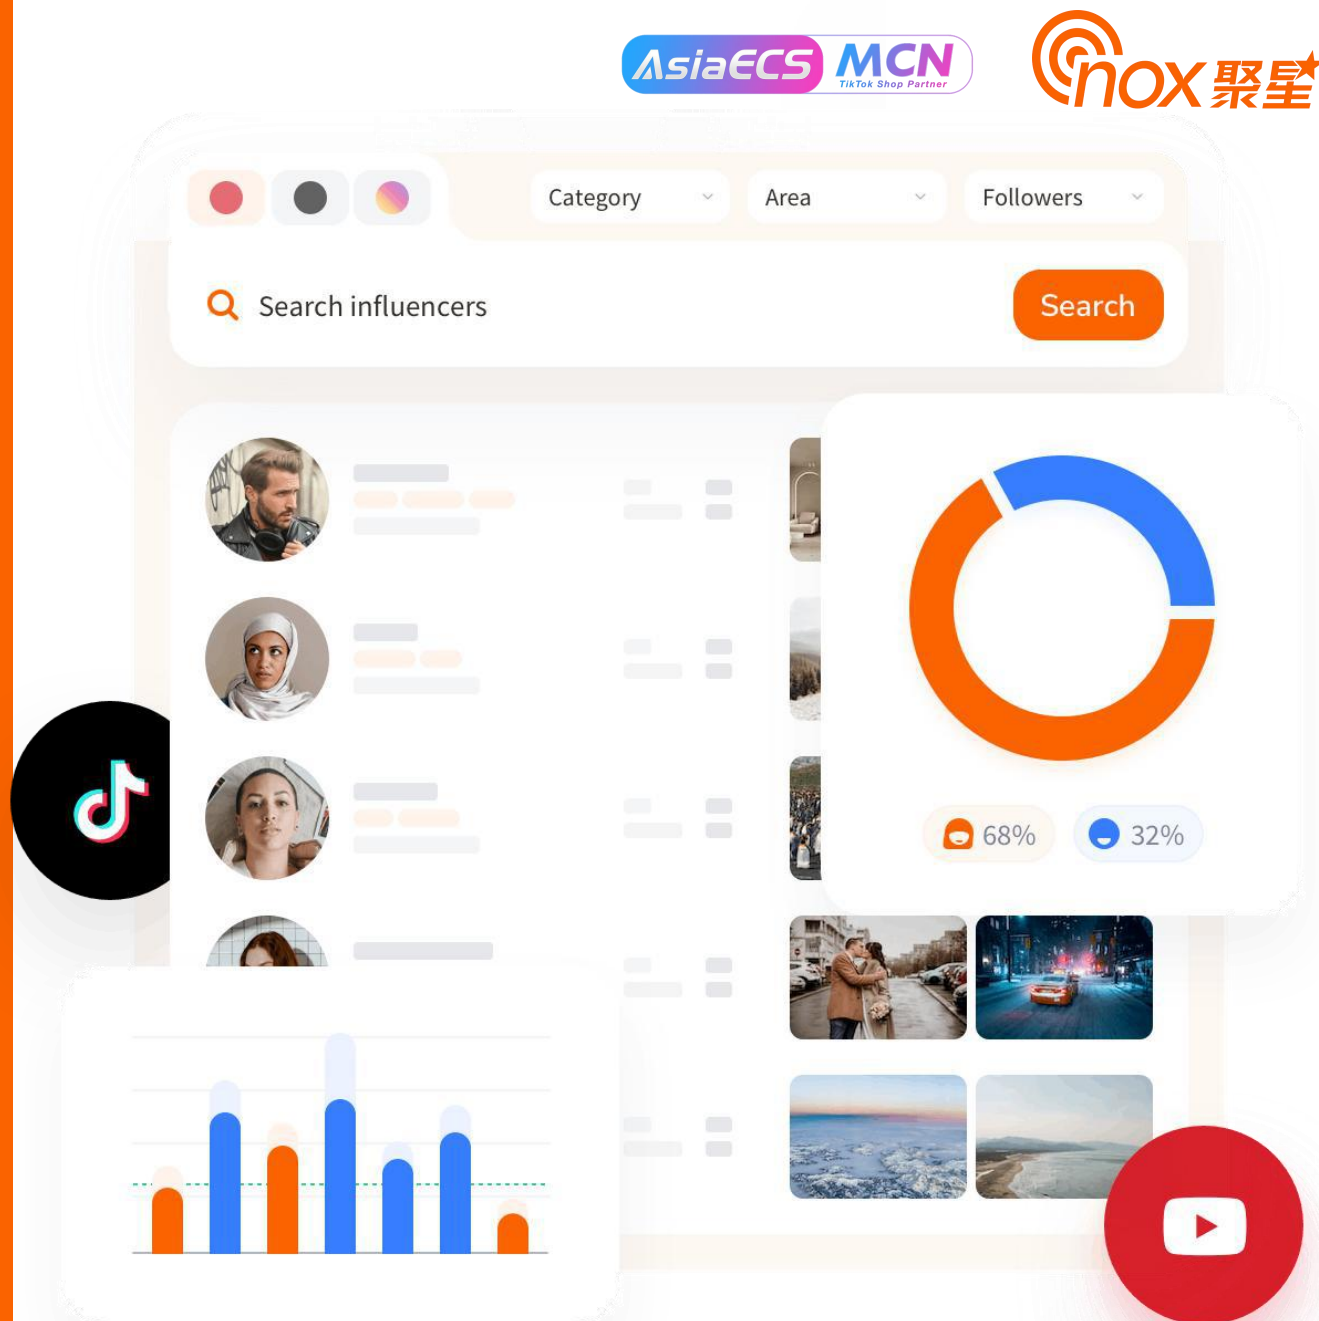 AsiaECS MCN
TikTok Shop Partner
nox聚星
Category
Area
Followers
Search influencers
Search
68%
32%